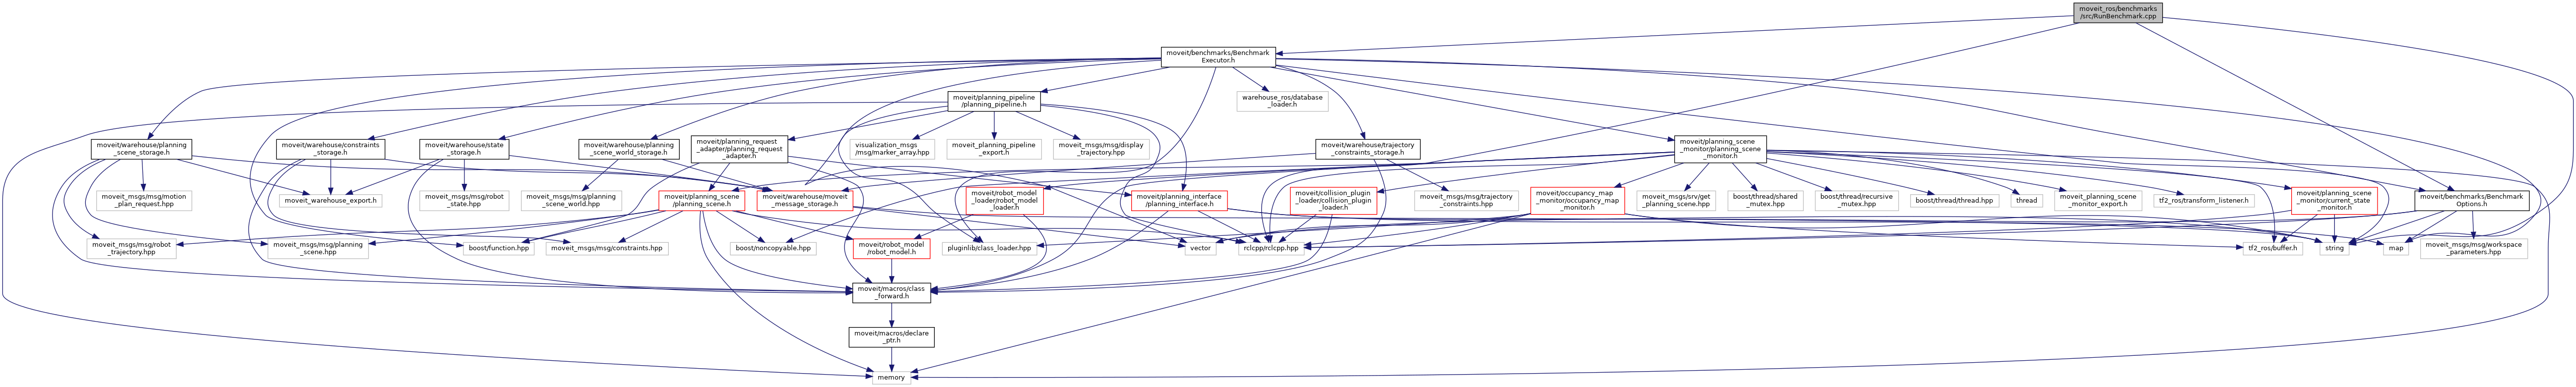 moveit_ros/benchmarks
/src/RunBenchmark.cpp
moveit/benchmarks/Benchmark
Executor.h
moveit/planning_pipeline
/planning_pipeline.h
warehouse_ros/database
_loader.h
moveit/warehouse/planning
_scene_storage.h
moveit/warehouse/constraints
_storage.h
moveit/warehouse/state
_storage.h
moveit/warehouse/planning
_scene_world_storage.h
moveit/planning_request
_adapter/planning_request
_adapter.h
visualization_msgs
/msg/marker_array.hpp
moveit_planning_pipeline
_export.h
moveit_msgs/msg/display
_trajectory.hpp
moveit/warehouse/trajectory
_constraints_storage.h
moveit/planning_scene
_monitor/planning_scene
_monitor.h
moveit_msgs/msg/motion
_plan_request.hpp
moveit_warehouse_export.h
moveit_msgs/msg/robot
_state.hpp
moveit_msgs/msg/planning
_scene_world.hpp
moveit/planning_scene
/planning_scene.h
moveit/warehouse/moveit
_message_storage.h
moveit/robot_model
_loader/robot_model
_loader.h
moveit/planning_interface
/planning_interface.h
moveit/collision_plugin
_loader/collision_plugin
_loader.h
moveit_msgs/msg/trajectory
_constraints.hpp
moveit/occupancy_map
_monitor/occupancy_map
_monitor.h
moveit_msgs/srv/get
_planning_scene.hpp
boost/thread/shared
_mutex.hpp
boost/thread/recursive
_mutex.hpp
boost/thread/thread.hpp
thread
moveit_planning_scene
_monitor_export.h
tf2_ros/transform_listener.h
moveit/planning_scene
_monitor/current_state
_monitor.h
moveit/benchmarks/Benchmark
Options.h
moveit_msgs/msg/robot
_trajectory.hpp
moveit_msgs/msg/planning
_scene.hpp
boost/function.hpp
moveit_msgs/msg/constraints.hpp
boost/noncopyable.hpp
moveit/robot_model
/robot_model.h
pluginlib/class_loader.hpp
vector
rclcpp/rclcpp.hpp
tf2_ros/buffer.h
string
map
moveit_msgs/msg/workspace
_parameters.hpp
moveit/macros/class
_forward.h
moveit/macros/declare
_ptr.h
memory